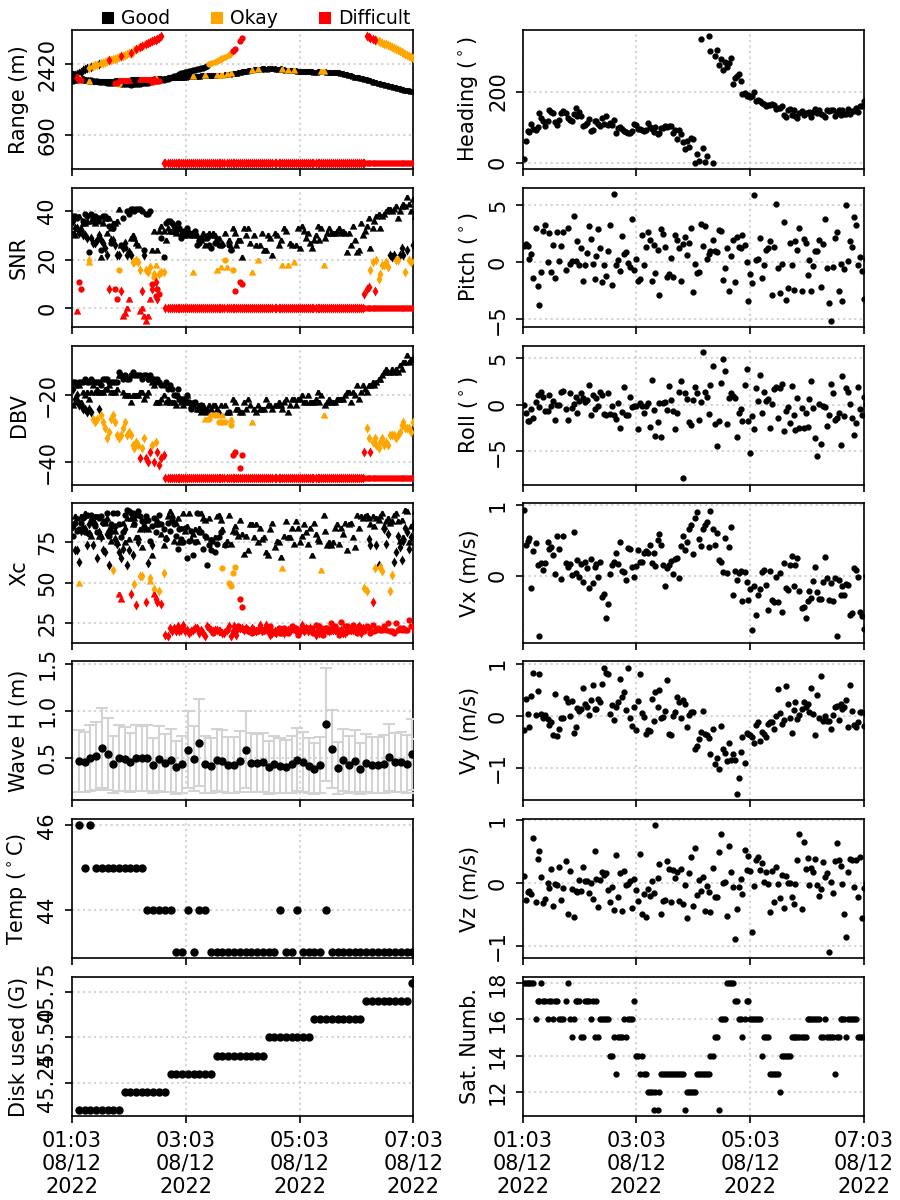 Good Okay Difficult
Range (m)
2420
690
Heading (°)
200
0
SNR
40
20
0
Pitch (°)
5
0
−5
DBV
−20
−40
Roll (°)
5
0
−5
Xc
75
50
25
Vx (m/s)
1
0
Wave H (m)
1.5
1.0
0.5
Vy (m/s)
1
0
−1
Temp (°C)
46
44
Vz (m/s)
1
0
−1
Disk used (G)
45.75
45.50
45.25
Sat. Numb.
18
16
14
12
01:03 03:03 05:03 07:03 01:03 03:03 05:03 07:03
08/12 08/12 08/12 08/12 08/12 08/12 08/12 08/12
2022 2022 2022 2022 2022 2022 2022 2022